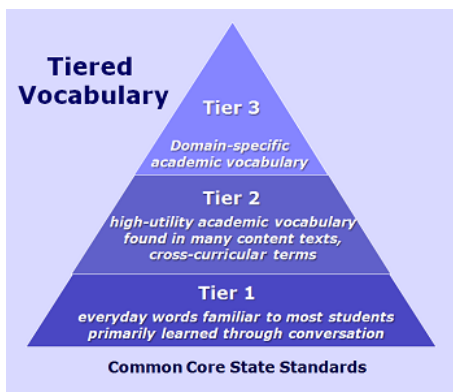 Tiered
Vocabulary
Tier 3
Domain-specific
academic vocabulary
Tier 2
high-utility academic vocabulary
found in many content texts,
cross-curricular terms
Tier 1
everyday words familiar to most students
primarily learned through conversation
Common Core State Standards